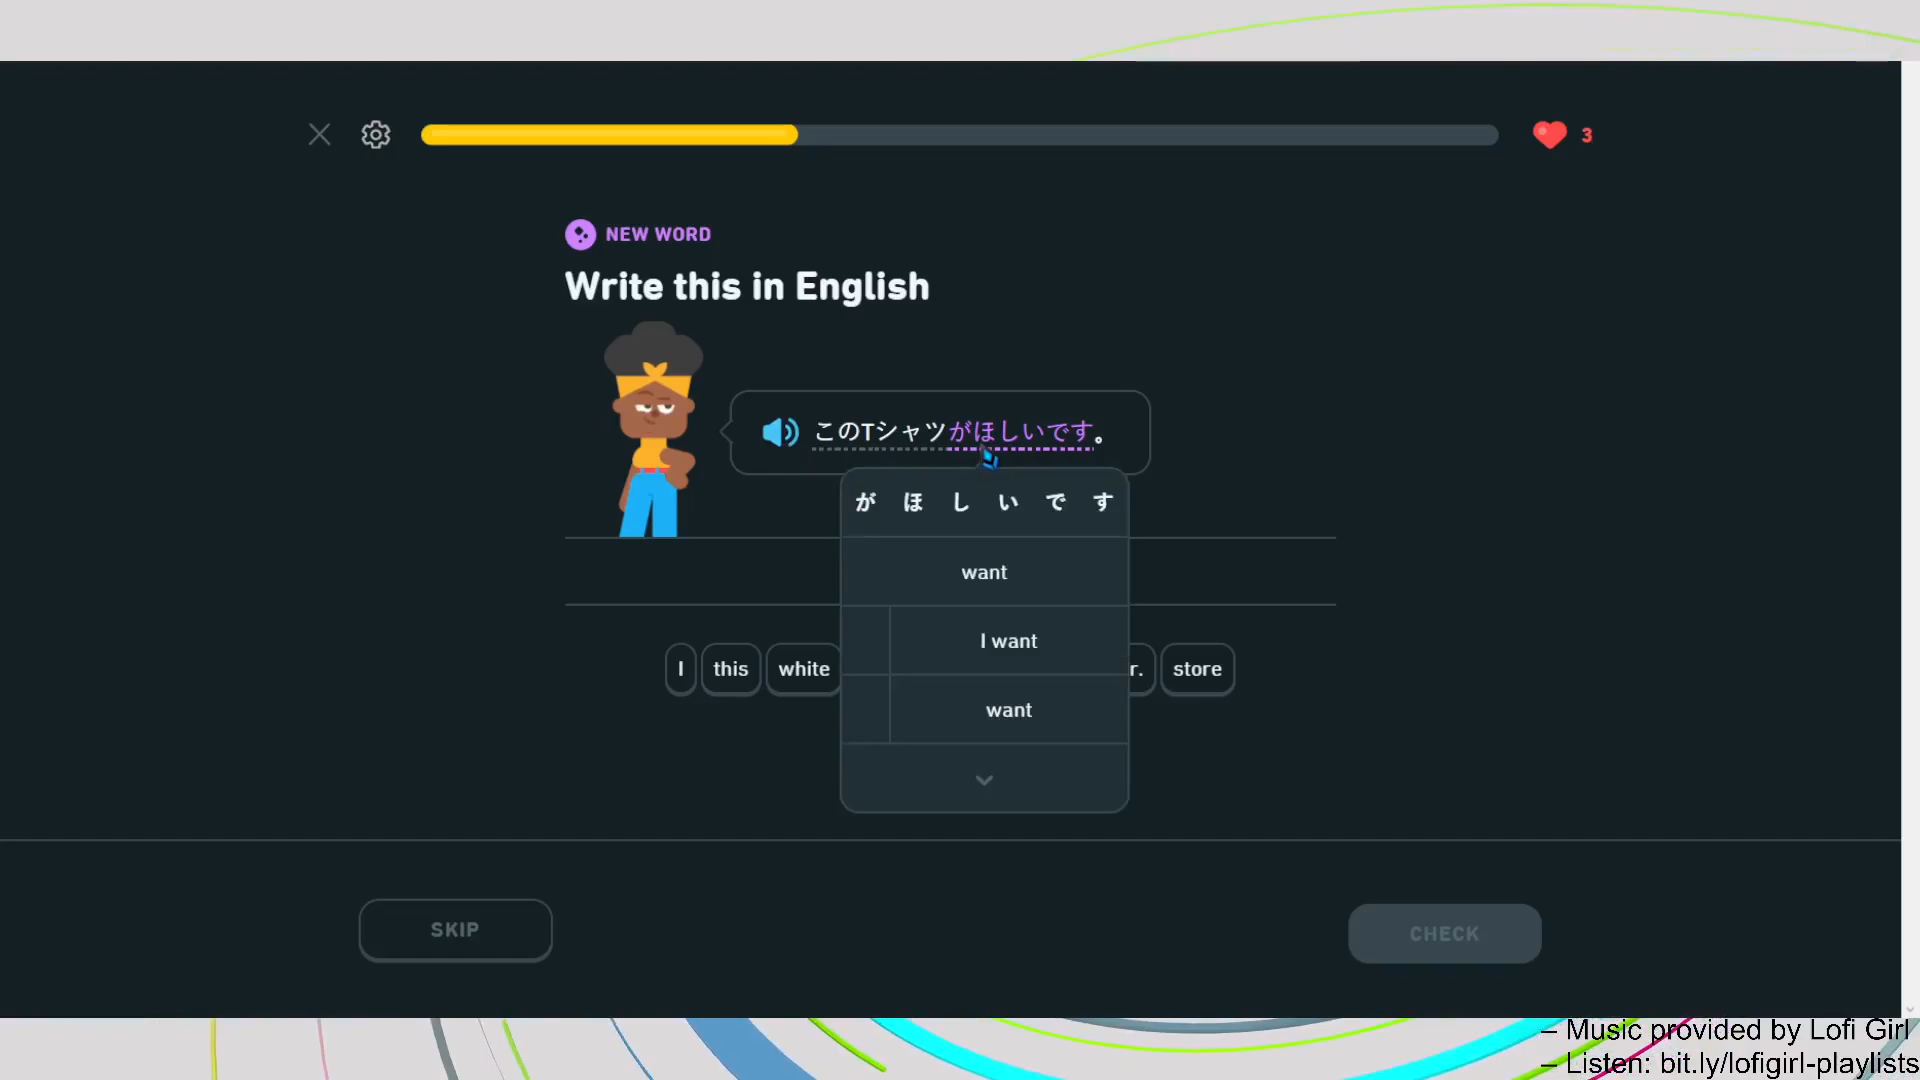 3
NEW WORD
Write this in English
このTシャツがほしいです。
が ほ し い で す
want
I want
want
I this white r. store
SKIP
CHECK
– Music provided by Lofi Girl
– Listen: bit.ly/lofigirl-playlists